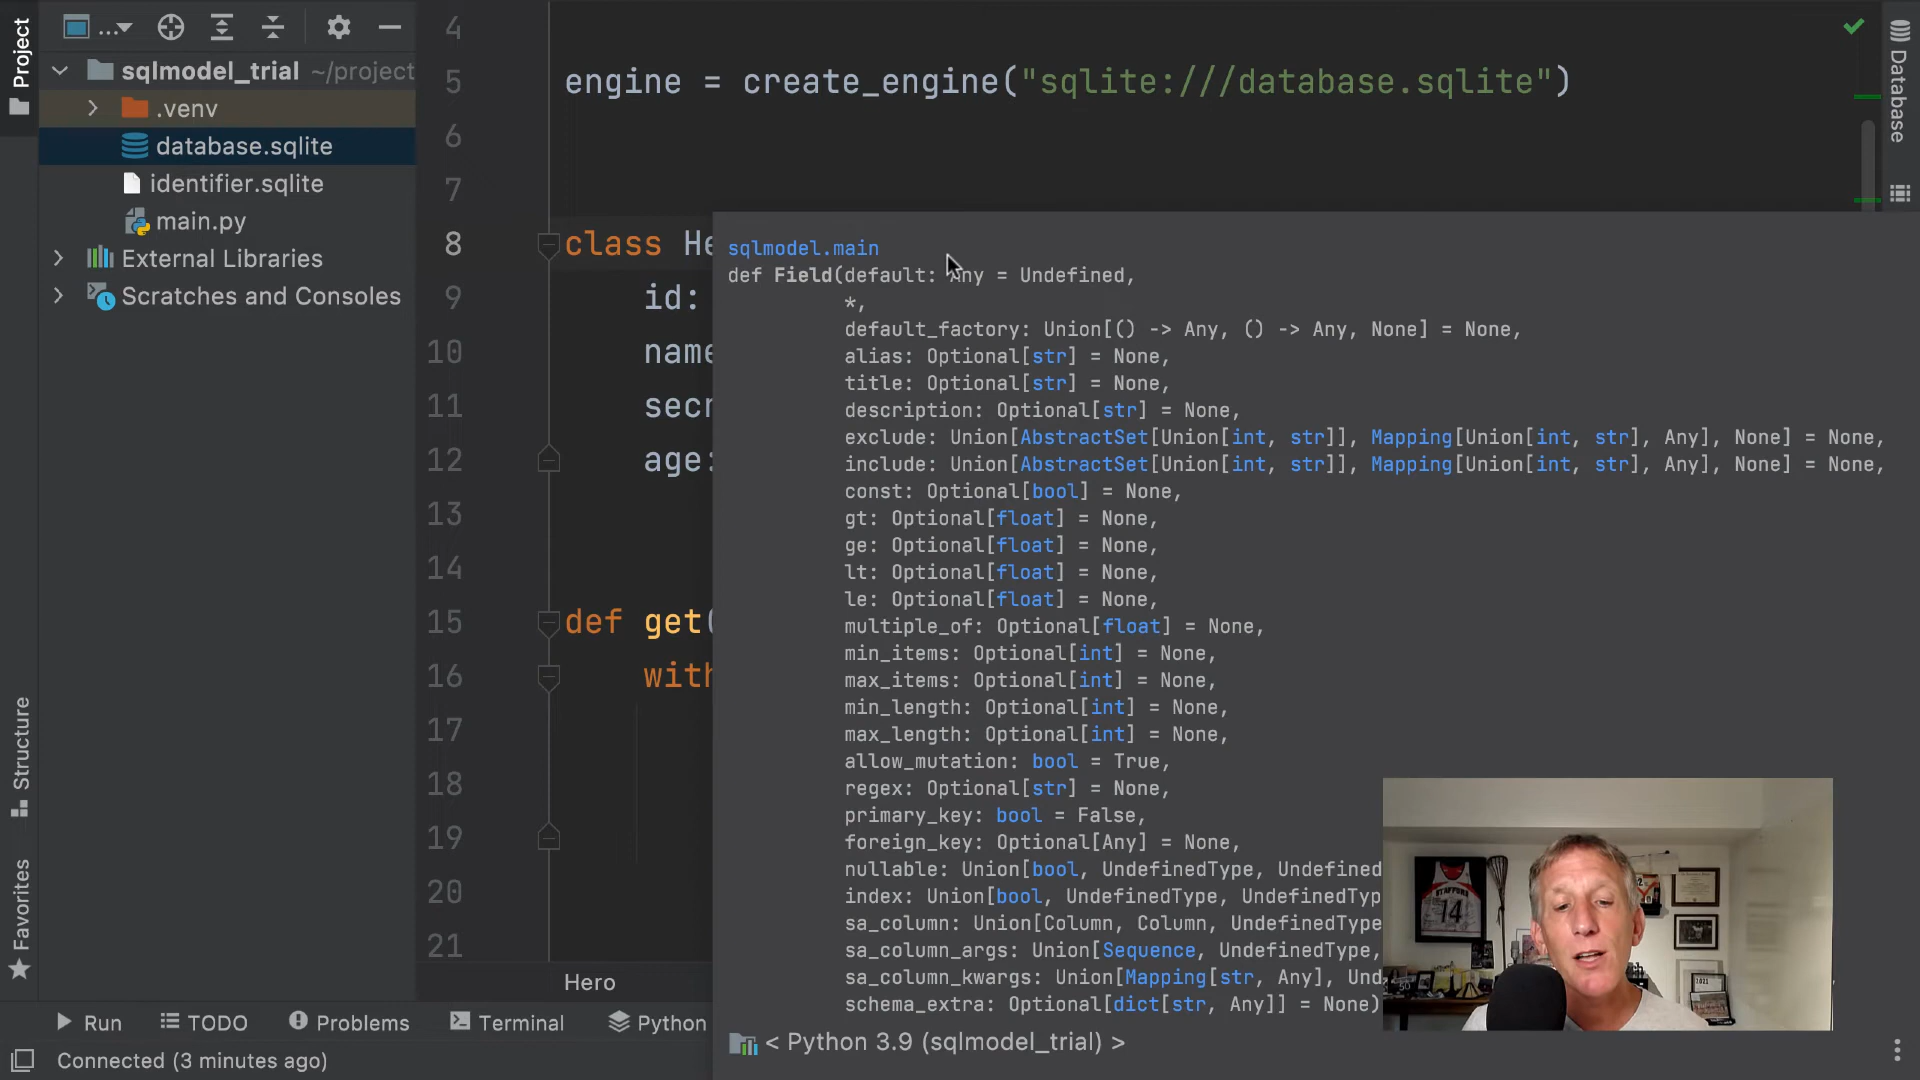 Project
...
sqlmodel_trial ~/project
.venv
database.sqlite
identifier.sqlite
main.py
External Libraries
Scratches and Consoles
Structure
Favorites
Database
4
5 engine = create_engine("sqlite:///database.sqlite")
6
7
8 class He
9 id:
10 name
11 secr
12 age:
13
14
15 def get(
16 with
17
18
19
20
21
sqlmodel.main
def Field(default: Any = Undefined,
*,
default_factory: Union[() -> Any, () -> Any, None] = None,
alias: Optional[str] = None,
title: Optional[str] = None,
description: Optional[str] = None,
exclude: Union[AbstractSet[Union[int, str]], Mapping[Union[int, str], Any], None] = None,
include: Union[AbstractSet[Union[int, str]], Mapping[Union[int, str], Any], None] = None,
const: Optional[bool] = None,
gt: Optional[float] = None,
ge: Optional[float] = None,
lt: Optional[float] = None,
le: Optional[float] = None,
multiple_of: Optional[float] = None,
min_items: Optional[int] = None,
max_items: Optional[int] = None,
min_length: Optional[int] = None,
max_length: Optional[int] = None,
allow_mutation: bool = True,
regex: Optional[str] = None,
primary_key: bool = False,
foreign_key: Optional[Any] = None,
nullable: Union[bool, UndefinedType, Undefined
index: Union[bool, UndefinedType, UndefinedTyp
sa_column: Union[Column, Column, UndefinedType
sa_column_args: Union[Sequence, UndefinedType,
sa_column_kwargs: Union[Mapping[str, Any], Und
schema_extra: Optional[dict[str, Any]] = None)
< Python 3.9 (sqlmodel_trial) >
Hero
Run
TODO
Problems
Terminal
Python
Connected (3 minutes ago)
STAFFORD
14